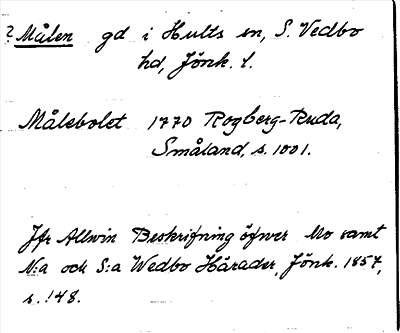 ? Målen gd i Hults sn, S. Vedbo
hd, Jönk. l.
Målebolet 1770 Rogberg-Ruda,
Småland, s. 1001.
Jfr Allvin Beskrifning öfver Mo samt
N:a och S:a Wedbo Härader, Jönk. 1857,
s. 148.